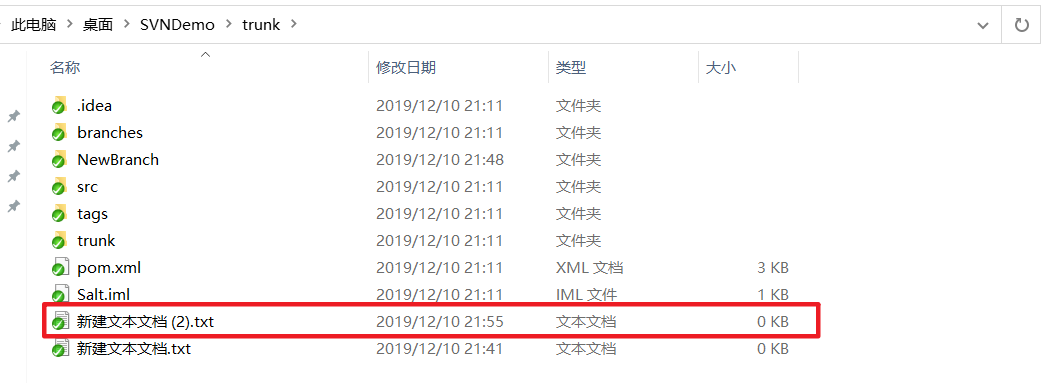 此电脑 > 桌面 > SVNDemo > trunk >
名称 修改日期 类型 大小
.idea 2019/12/10 21:11 文件夹
branches 2019/12/10 21:11 文件夹
NewBranch 2019/12/10 21:48 文件夹
src 2019/12/10 21:11 文件夹
tags 2019/12/10 21:11 文件夹
trunk 2019/12/10 21:11 文件夹
pom.xml 2019/12/10 21:11 XML 文档 3 KB
Salt.iml 2019/12/10 21:11 IML 文件 1 KB
新建文本文档 (2).txt 2019/12/10 21:55 文本文档 0 KB
新建文本文档.txt 2019/12/10 21:41 文本文档 0 KB